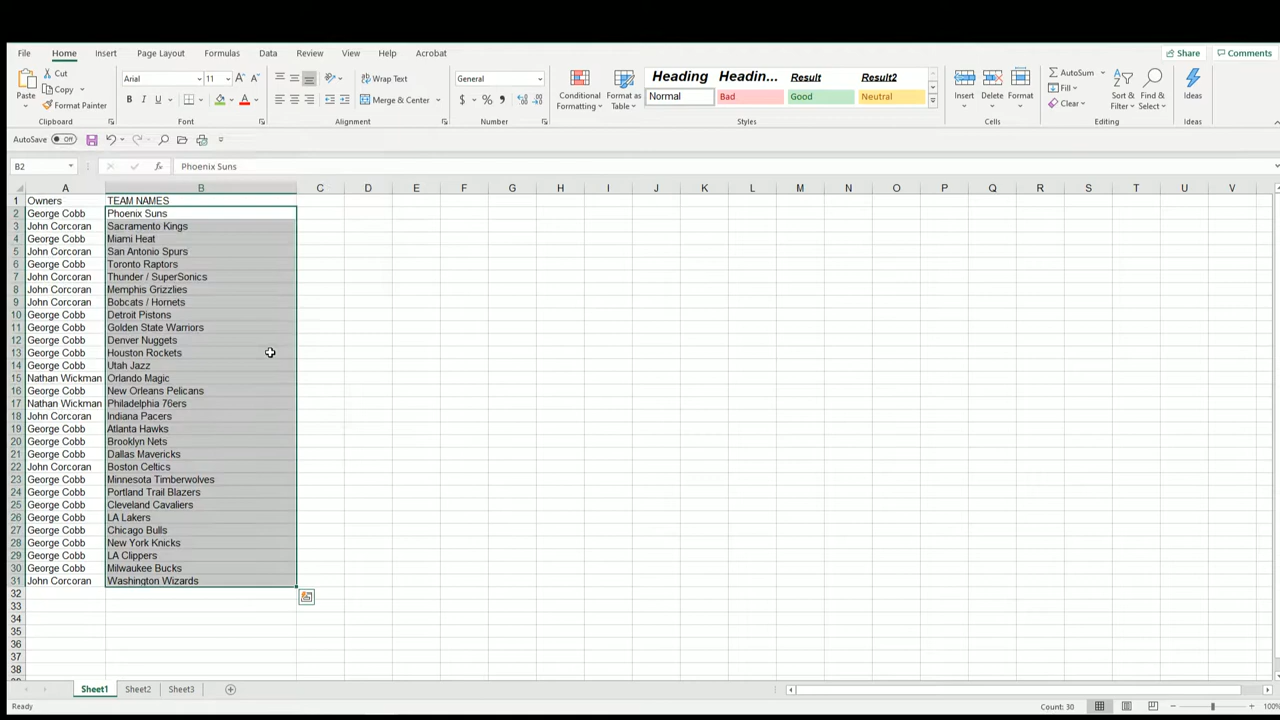 File Home Insert Page Layout Formulas Data Review View Help Acrobat Share Comments
Paste Cut Copy Format Painter Clipboard
Arial 11 B I U A Font
Wrap Text Merge & Center Alignment
General $ % Number
Conditional Formatting Format as Table
Heading Headin... Result Result2
Normal Bad Good Neutral
Styles
Insert Delete Format Cells
AutoSum Fill Clear Sort & Filter Find & Select Editing
Ideas Ideas
AutoSave Off
B2 fx Phoenix Suns
A B C D E F G H I J K L M N O P Q R S T U V
1 Owners TEAM NAMES
2 George Cobb Phoenix Suns
3 John Corcoran Sacramento Kings
4 George Cobb Miami Heat
5 John Corcoran San Antonio Spurs
6 George Cobb Toronto Raptors
7 John Corcoran Thunder / SuperSonics
8 John Corcoran Memphis Grizzlies
9 John Corcoran Bobcats / Hornets
10 George Cobb Detroit Pistons
11 George Cobb Golden State Warriors
12 George Cobb Denver Nuggets
13 George Cobb Houston Rockets
14 George Cobb Utah Jazz
15 Nathan Wickman Orlando Magic
16 George Cobb New Orleans Pelicans
17 Nathan Wickman Philadelphia 76ers
18 John Corcoran Indiana Pacers
19 George Cobb Atlanta Hawks
20 George Cobb Brooklyn Nets
21 George Cobb Dallas Mavericks
22 John Corcoran Boston Celtics
23 George Cobb Minnesota Timberwolves
24 George Cobb Portland Trail Blazers
25 George Cobb Cleveland Cavaliers
26 George Cobb LA Lakers
27 George Cobb Chicago Bulls
28 George Cobb New York Knicks
29 George Cobb LA Clippers
30 George Cobb Milwaukee Bucks
31 John Corcoran Washington Wizards
32
33
34
35
36
37
38
Sheet1 Sheet2 Sheet3
Ready Count: 30 100%